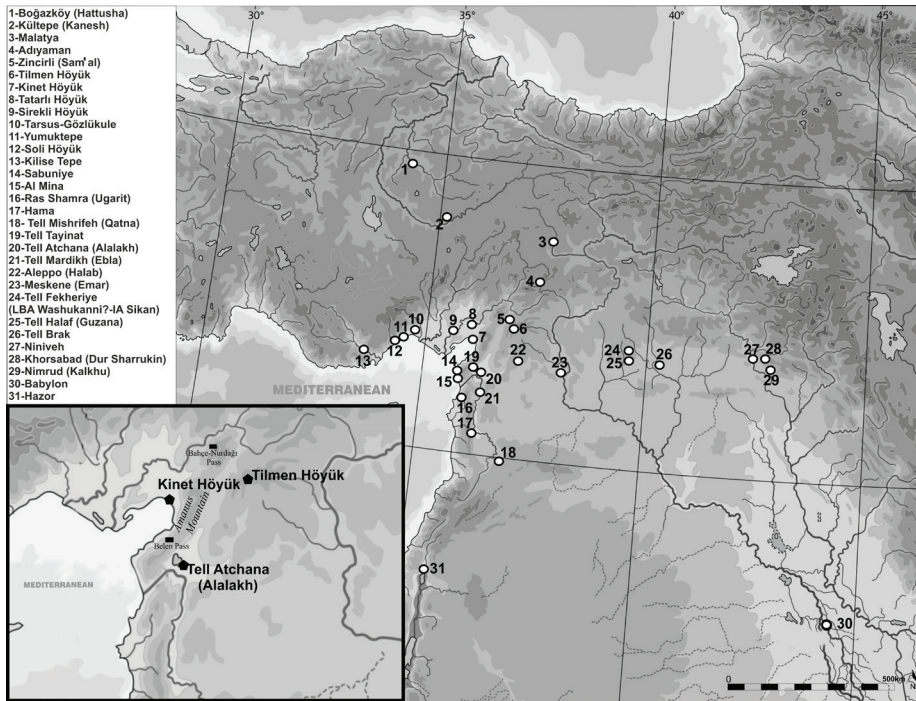 1-Boğazköy (Hattusha)
2-Kültepe (Kanesh)
3-Malatya
4-Adıyaman
5-Zincirli (Sam'al)
6-Tilmen Höyük
7-Kinet Höyük
8-Tatarlı Höyük
9-Sirekli Höyük
10-Tarsus-Gözlükule
11-Yumuktepe
12-Soli Höyük
13-Kilise Tepe
14-Sabuniye
15-Al Mina
16-Ras Shamra (Ugarit)
17-Hama
18- Tell Mishrifeh (Qatna)
19-Tell Tayinat
20-Tell Atchana (Alalakh)
21-Tell Mardikh (Ebla)
22-Aleppo (Halab)
23-Meskene (Emar)
24-Tell Fekheriye
(LBA Washukanni?-IA Sikan)
25-Tell Halaf (Guzana)
26-Tell Brak
27-Niniveh
28-Khorsabad (Dur Sharrukin)
29-Nimrud (Kalkhu)
30-Babylon
31-Hazor
30°
35°
40°
45°
1
2
3
4
5
6
7
8
9
10
11
12
13
14
15
16
17
18
19
20
21
22
23
24
25
26
27
28
29
30
31
MEDITERRANEAN
Bahçe-Nurdağı
Pass
Kinet Höyük
Tilmen Höyük
Amanus
Mountain
Belen Pass
Tell Atchana
(Alalakh)
MEDITERRANEAN
0
500km
N